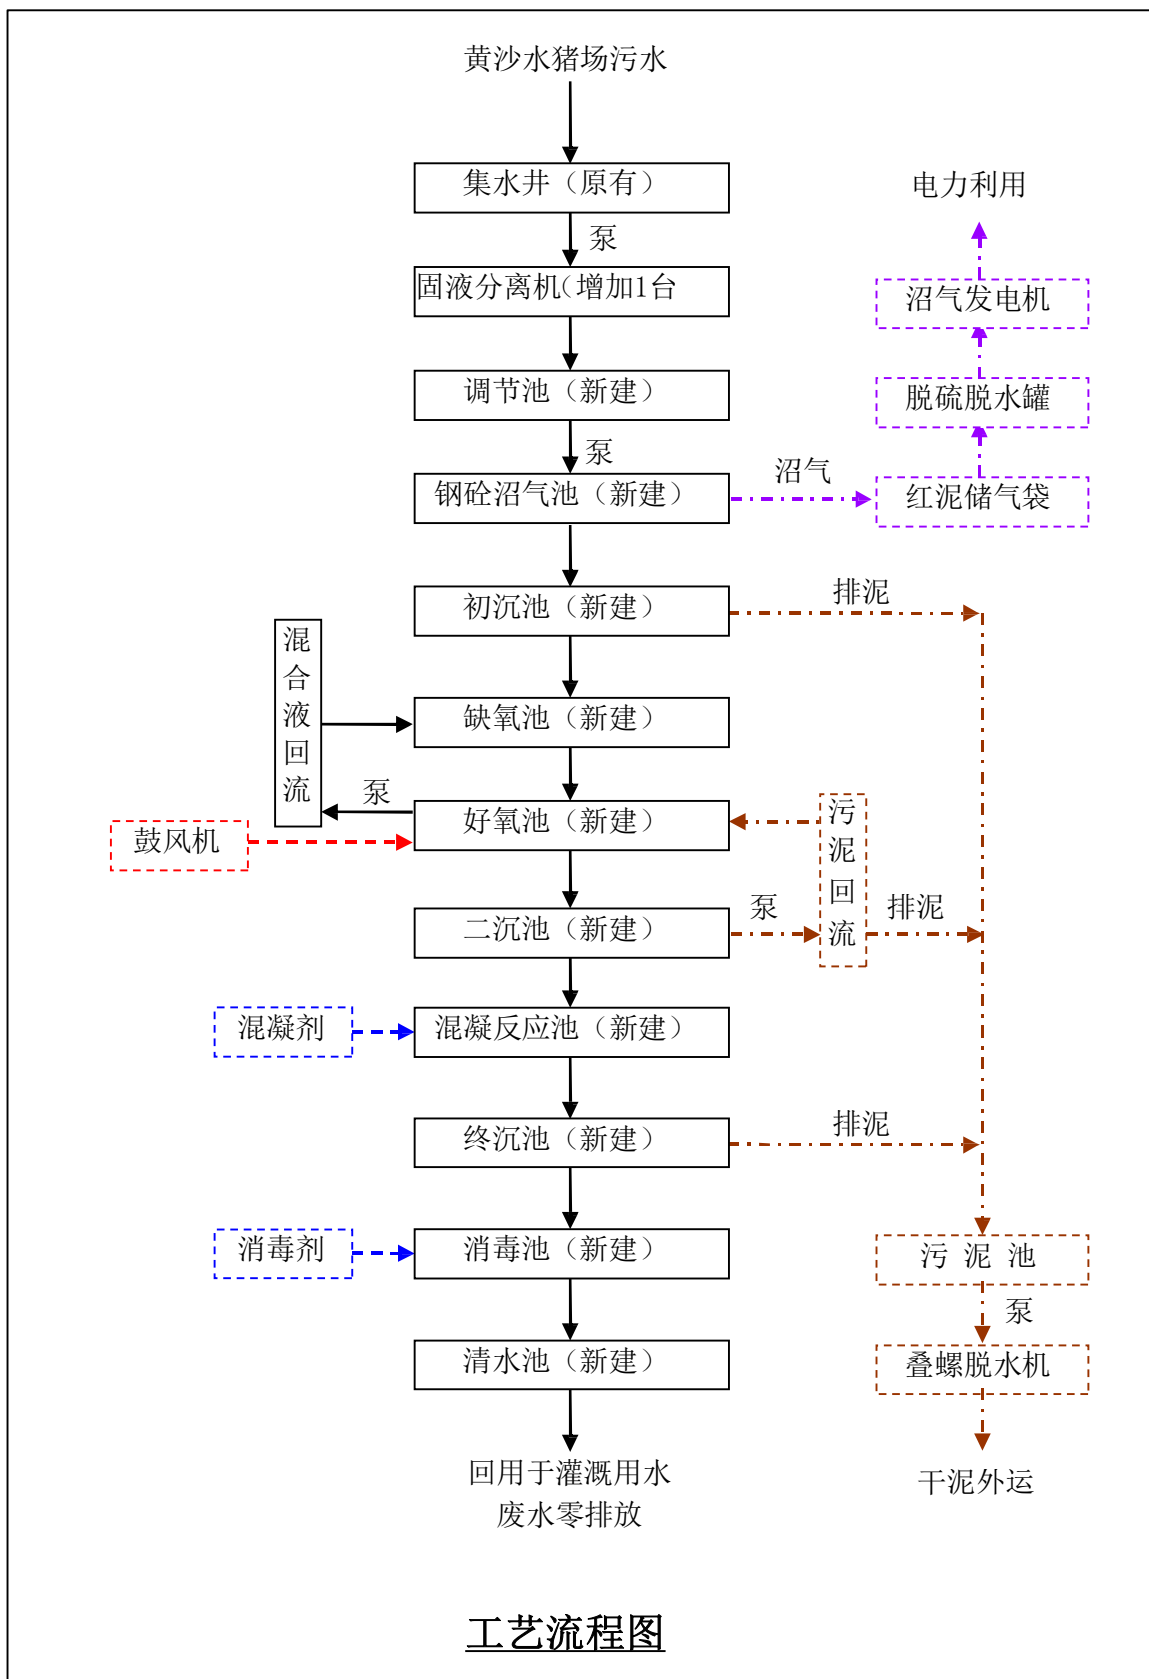 黄沙水猪场污水
集水井（原有）
电力利用
泵
固液分离机（增加1台
沼气发电机
调节池（新建）
脱硫脱水罐
泵
沼气
钢砼沼气池（新建）
红泥储气袋
初沉池（新建）
排泥
混合液回流
缺氧池（新建）
泵
好氧池（新建）
污泥回流
鼓风机
二沉池（新建）
泵
排泥
混凝剂
混凝反应池（新建）
终沉池（新建）
排泥
消毒剂
消毒池（新建）
污 泥 池
泵
清水池（新建）
叠螺脱水机
回用于灌溉用水
废水零排放
干泥外运
工艺流程图